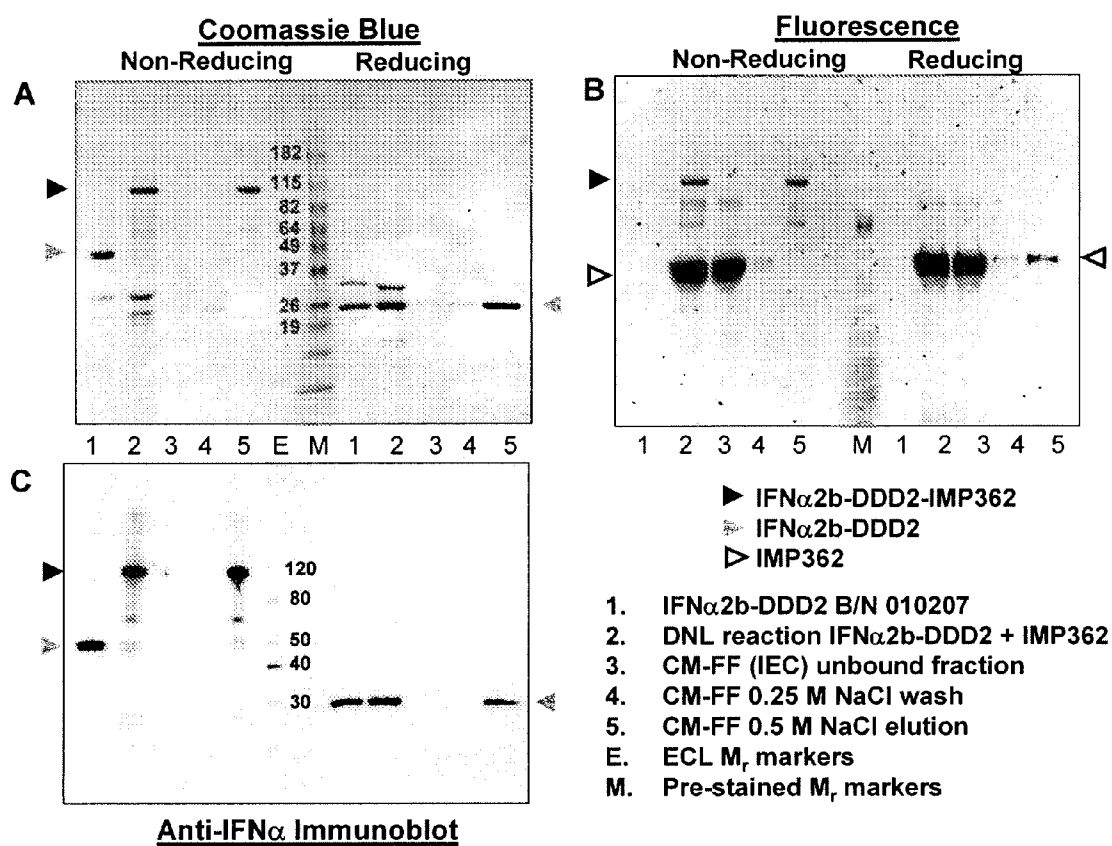 Coomassie Blue
Non-Reducing Reducing
A
182
115
82
64
49
37
26
19
1 2 3 4 5 E M 1 2 3 4 5
Fluorescence
Non-Reducing Reducing
B
1 2 3 4 5 M 1 2 3 4 5
C
120
80
50
40
30
Anti-IFNα Immunoblot
IFNα2b-DDD2-IMP362
IFNα2b-DDD2
IMP362
1. IFNα2b-DDD2 B/N 010207
2. DNL reaction IFNα2b-DDD2 + IMP362
3. CM-FF (IEC) unbound fraction
4. CM-FF 0.25 M NaCl wash
5. CM-FF 0.5 M NaCl elution
E. ECL Mr markers
M. Pre-stained Mr markers